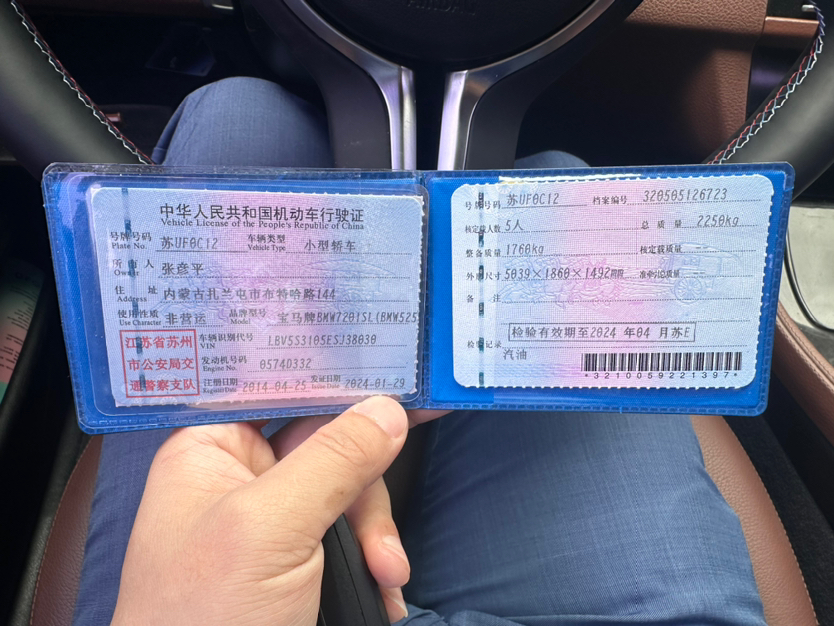 中华人民共和国机动车行驶证
Vehicle License of the People's Republic of China
号牌号码 苏UF0C12 车辆类型 小型轿车
Plate No. Vehicle Type
所有人 张彦平
Owner
住址 内蒙古扎兰屯市布特哈路144
Address
使用性质 非营运 品牌型号 宝马牌BMW7201SL(BMW525
Use Character Model
江苏省苏州
市公安局交
通警察支队
车辆识别代号 LBV5S3105ESJ38030
VIN
发动机号码 0574D332
Engine No.
注册日期 2014-04-25 发证日期 2024-01-29
Register Date Issue Date
号牌号码 苏UF0C12 档案编号 320505126723
核定载人数 5人 总质量 2250kg
整备质量 1760kg 核定载质量 --
外廓尺寸 5039×1860×1492mm 准牵引总质量 --
备注
检验有效期至2024年04月苏E
检验记录
汽油
*3210059221397*